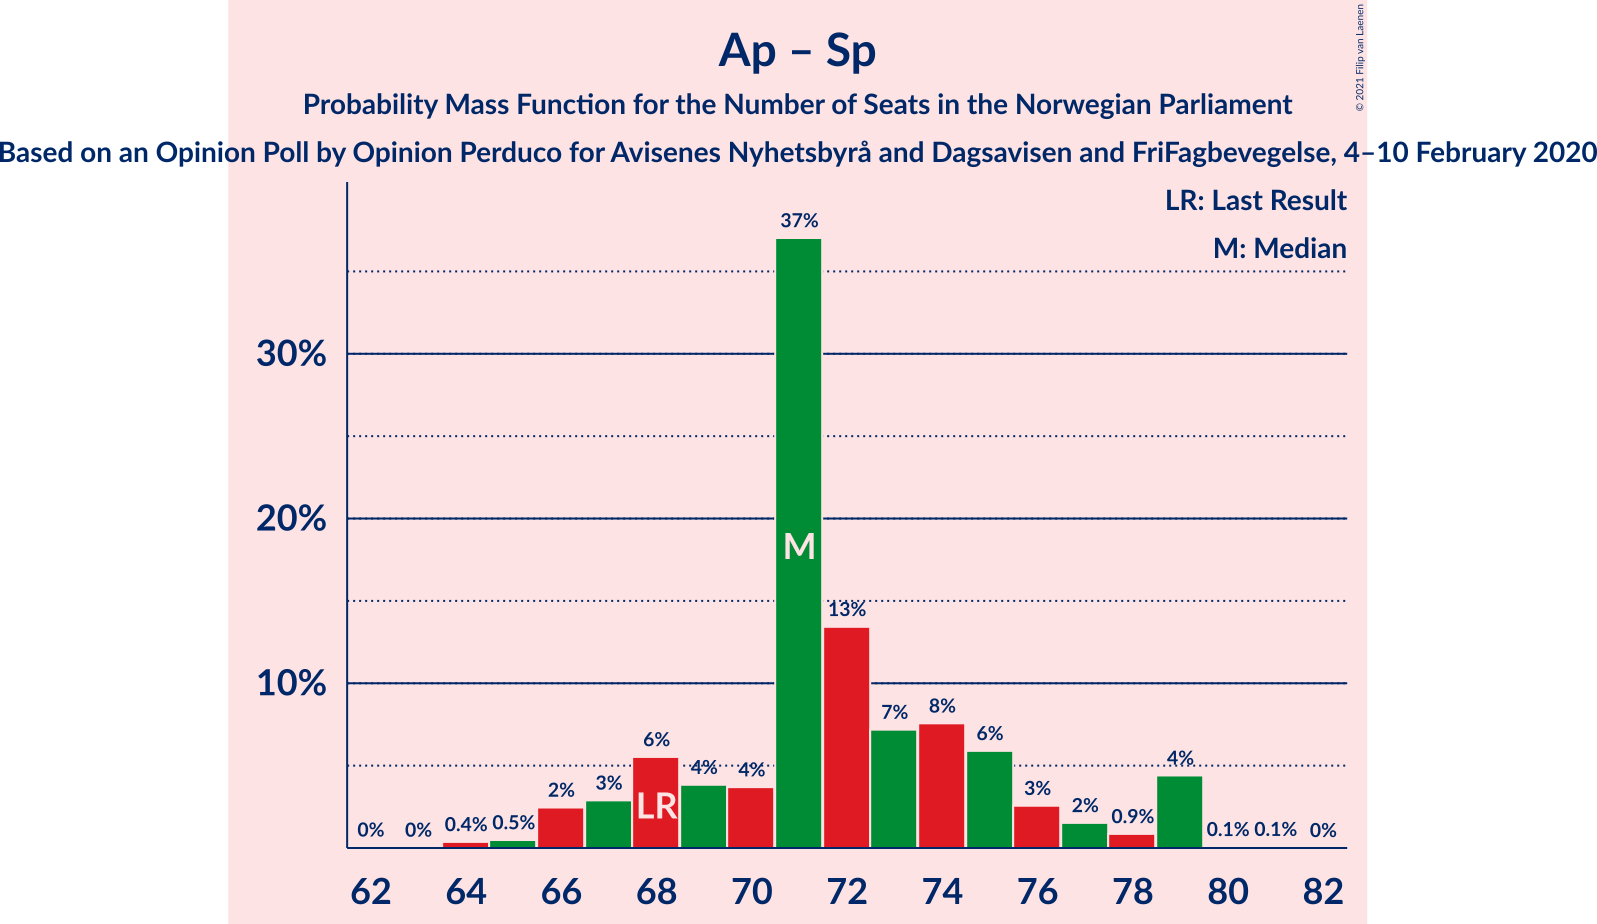 Ap – Sp
Probability Mass Function for the Number of Seats in the Norwegian Parliament
Based on an Opinion Poll by Opinion Perduco for Avisenes Nyhetsbyrå and Dagsavisen and FriFagbevegelse, 4–10 February 2020
© 2021 Filip van Laenen
LR: Last Result
M: Median
30%
20%
10%
0%
0%
0.4%
0.5%
2%
3%
6%
4%
4%
37%
13%
7%
8%
6%
3%
2%
0.9%
4%
0.1%
0.1%
0%
LR
M
62 64 66 68 70 72 74 76 78 80 82